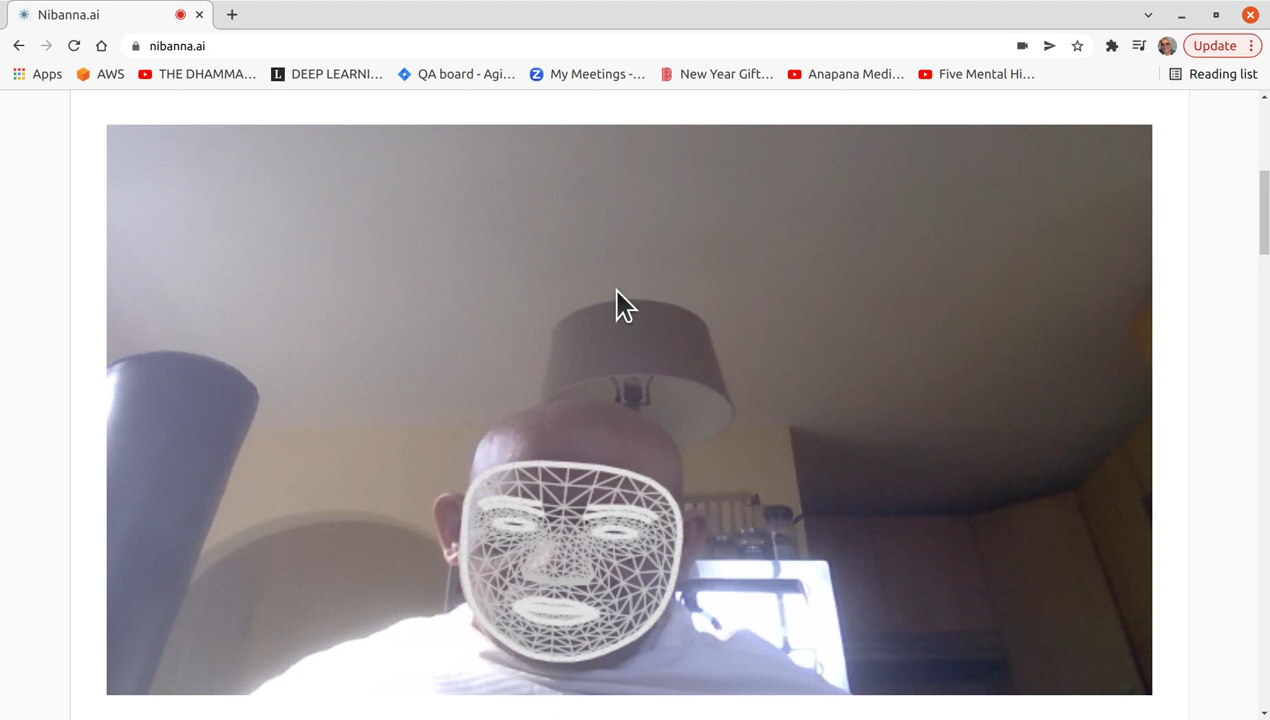 Nibanna.ai
nibanna.ai
Update
Apps AWS THE DHAMMA... DEEP LEARNI... QA board - Agi... My Meetings -... New Year Gift... Anapana Medi... Five Mental Hi... Reading list